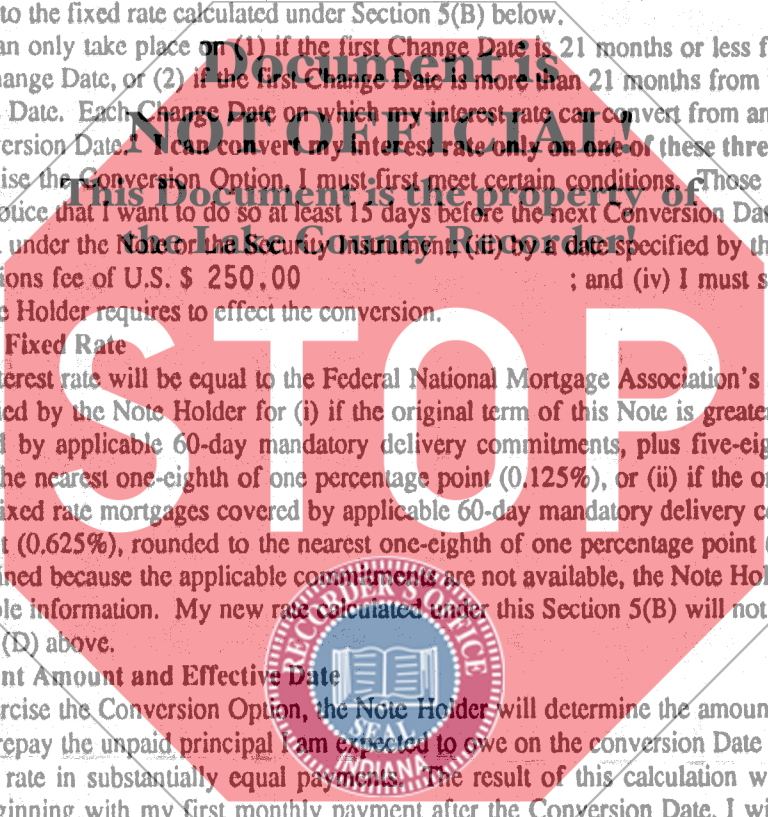 to the fixed rate calculated under Section 5(B) below.
an only take place on (1) if the first Change Date is 21 months or less f
ange Date, or (2) if the first Change Date is more than 21 months from
Date. Each Change Date on which my interest rate can convert from an
ersion Date. I can convert my interest rate only on one of these thre
ise the Conversion Option, I must first meet certain conditions. Those
otice that I want to do so at least 15 days before the next Conversion Da
under the Note or the Security Instrument; (iii) by a date specified by th
ions fee of U.S. $ 250.00 ; and (iv) I must s
e Holder requires to effect the conversion.
Fixed Rate
terest rate will be equal to the Federal National Mortgage Association's
ed by the Note Holder for (i) if the original term of this Note is greate
by applicable 60-day mandatory delivery commitments, plus five-eig
he nearest one-eighth of one percentage point (0.125%), or (ii) if the o
ixed rate mortgages covered by applicable 60-day mandatory delivery c
t (0.625%), rounded to the nearest one-eighth of one percentage point (
ined because the applicable commitments are not available, the Note Hol
le information. My new rate calculated under this Section 5(B) will not
(D) above.
nt Amount and Effective Date
rcise the Conversion Option, the Note Holder will determine the amoun
repay the unpaid principal I am expected to owe on the conversion Date
rate in substantially equal payments. The result of this calculation w
ginning with my first monthly payment after the Conversion Date, I wi
Document is
NOT OFFICIAL!
This Document is the property of
the Lake County Recorder!
STOP
RECORDER'S OFFICE
SEAL
INDIANA